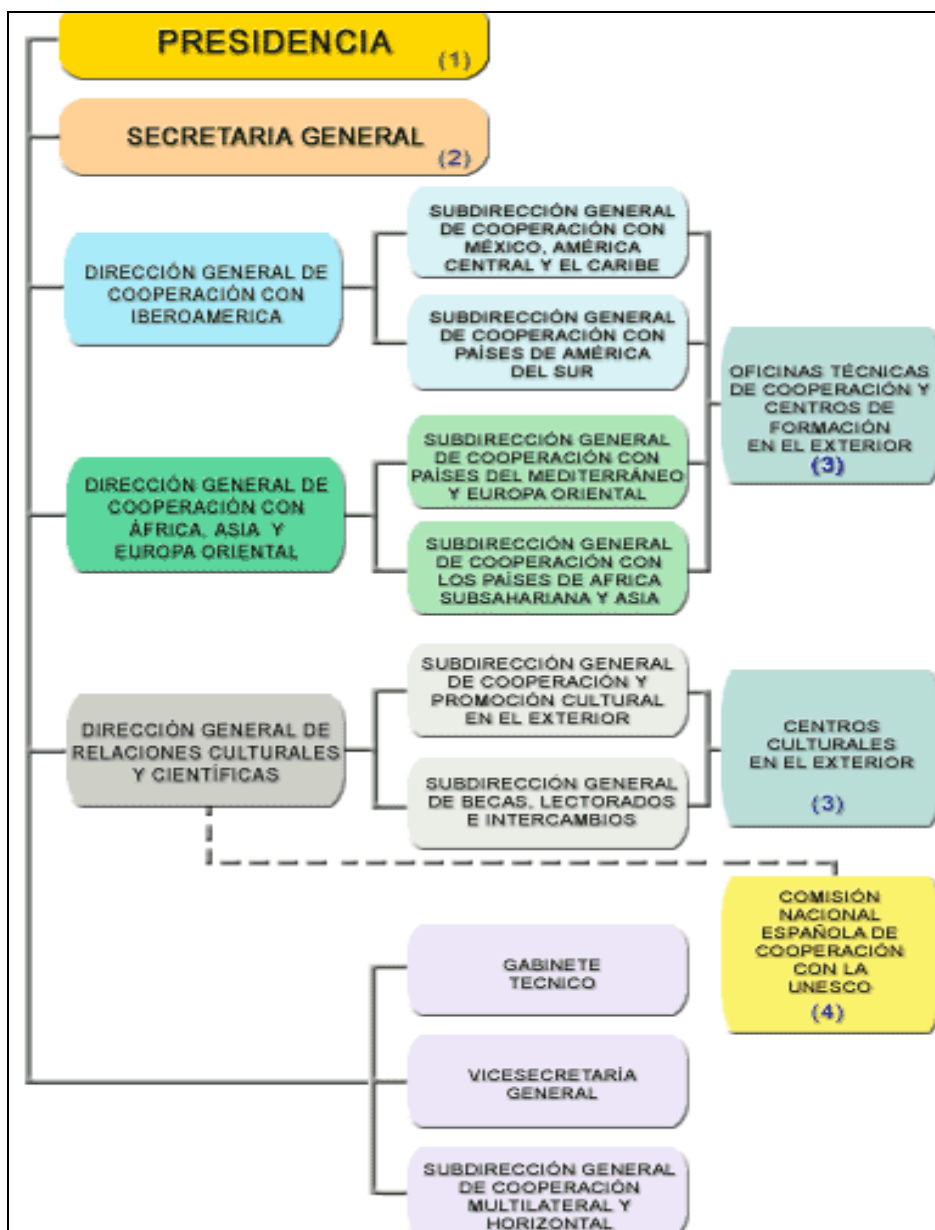 PRESIDENCIA
(1)
SECRETARIA GENERAL
(2)
DIRECCIÓN GENERAL DE
COOPERACIÓN CON
IBEROAMERICA
SUBDIRECCIÓN GENERAL
DE COOPERACIÓN CON
MÉXICO, AMÉRICA
CENTRAL Y EL CARIBE
SUBDIRECCIÓN GENERAL
DE COOPERACIÓN CON
PAÍSES DE AMÉRICA
DEL SUR
OFICINAS TÉCNICAS
DE COOPERACIÓN Y
CENTROS DE
FORMACIÓN
EN EL EXTERIOR
(3)
DIRECCIÓN GENERAL DE
COOPERACIÓN CON
ÁFRICA, ASIA Y
EUROPA ORIENTAL
SUBDIRECCIÓN GENERAL
DE COOPERACIÓN CON
PAÍSES DEL MEDITERRÁNEO
Y EUROPA ORIENTAL
SUBDIRECCIÓN GENERAL
DE COOPERACIÓN CON
LOS PAÍSES DE AFRICA
SUBSAHARIANA Y ASIA
DIRECCIÓN GENERAL DE
RELACIONES CULTURALES
Y CIENTÍFICAS
SUBDIRECCIÓN GENERAL
DE COOPERACIÓN Y
PROMOCIÓN CULTURAL
EN EL EXTERIOR
SUBDIRECCIÓN GENERAL
DE BECAS, LECTORADOS
E INTERCAMBIOS
CENTROS
CULTURALES
EN EL EXTERIOR
(3)
COMISIÓN
NACIONAL
ESPAÑOLA DE
COOPERACIÓN
CON LA
UNESCO
(4)
GABINETE
TECNICO
VICESECRETARÍA
GENERAL
SUBDIRECCIÓN GENERAL
DE COOPERACIÓN
MULTILATERAL Y
HORIZONTAL